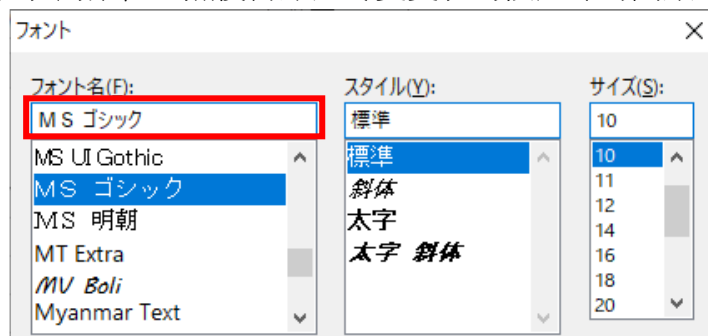 フォント
フォント名(F):
スタイル(Y):
サイズ(S):
ＭＳ ゴシック
標準
10
MS UI Gothic
ＭＳ ゴシック
ＭＳ 明朝
MT Extra
MV Boli
Myanmar Text
標準
斜体
太字
太字 斜体
10
11
12
14
16
18
20